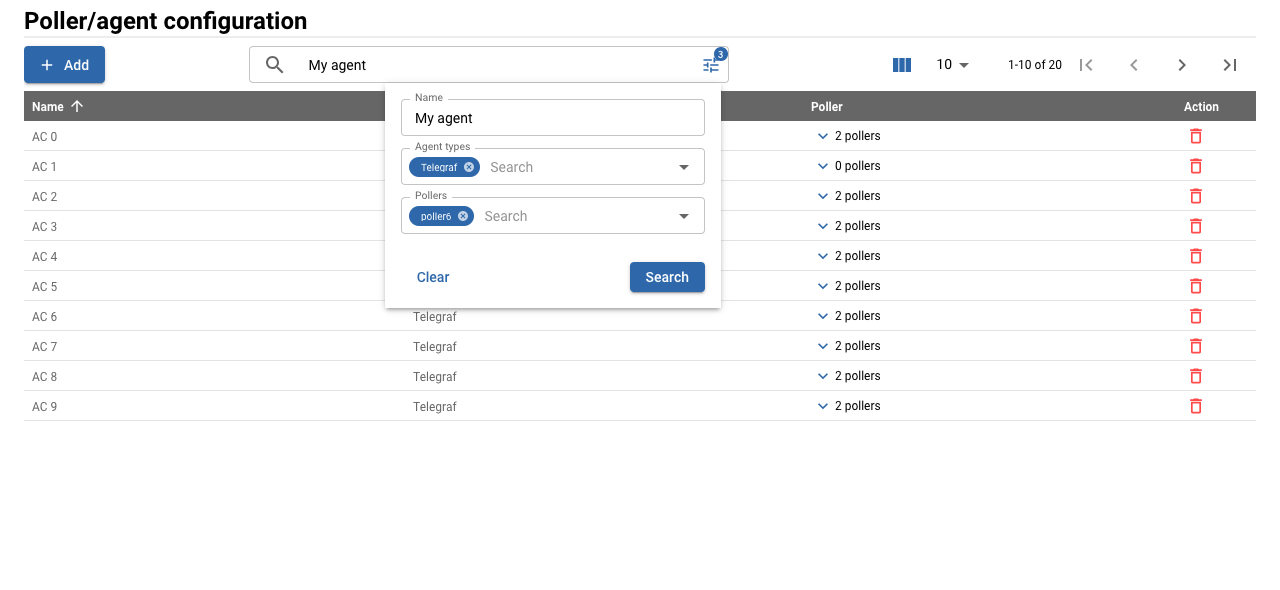 Poller/agent configuration
Add
My agent
3
10
1-10 of 20
Name
Poller
Action
Name
My agent
Agent types
Telegraf
Search
Pollers
poller6
Search
Clear
Search
AC 0
2 pollers
AC 1
0 pollers
AC 2
2 pollers
AC 3
2 pollers
AC 4
2 pollers
AC 5
2 pollers
AC 6
Telegraf
2 pollers
AC 7
Telegraf
2 pollers
AC 8
Telegraf
2 pollers
AC 9
Telegraf
2 pollers